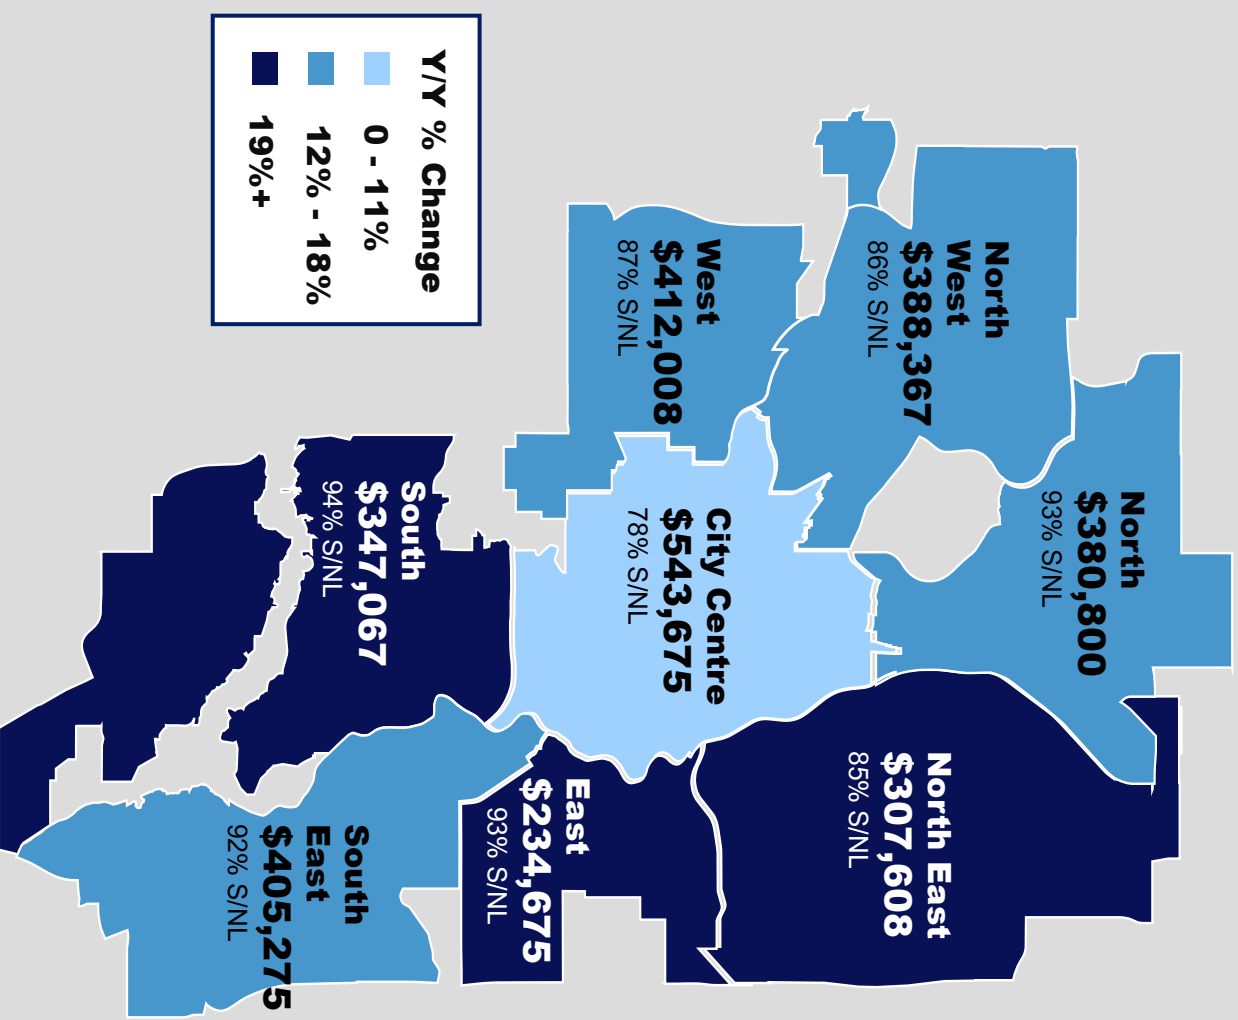 Y/Y % Change
0 - 11%
12% - 18%
19%+
North
West
$388,367
86% S/NL
North
$380,800
93% S/NL
West
$412,008
87% S/NL
City Centre
$543,675
78% S/NL
North East
$307,608
85% S/NL
East
$234,675
93% S/NL
South
$347,067
94% S/NL
South
East
$405,275
92% S/NL